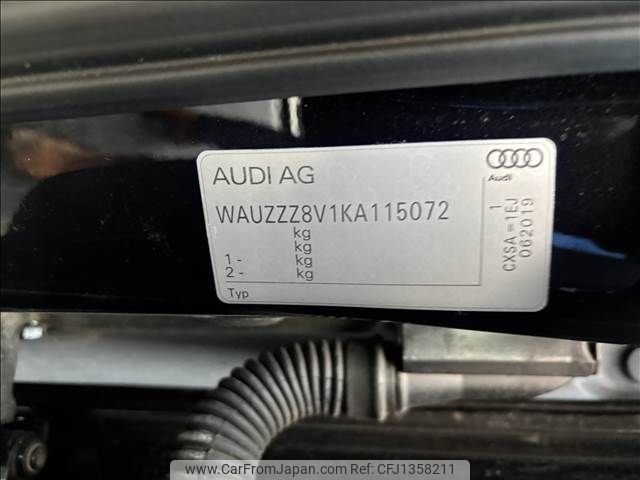 AUDI AG
Audi
WAUZZZ8V1KA115072
kg
kg
1 - kg
2 - kg
Typ
1
CXSA = 1EJ
062019
www.CarFromJapan.com - CFJ1358211